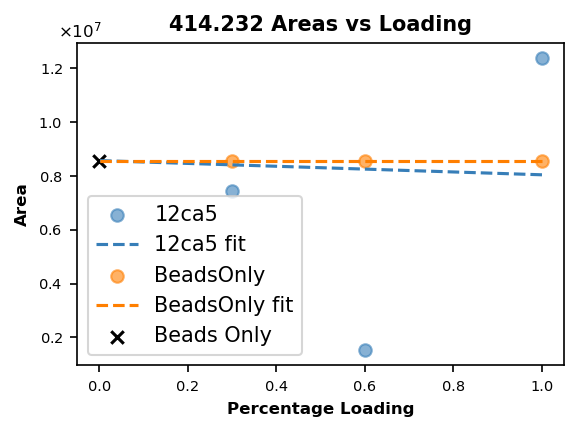 414.232 Areas vs Loading
×10⁷
1.2
1.0
0.8
0.6
0.4
0.2
Area
12ca5
12ca5 fit
BeadsOnly
BeadsOnly fit
Beads Only
0.0 0.2 0.4 0.6 0.8 1.0
Percentage Loading